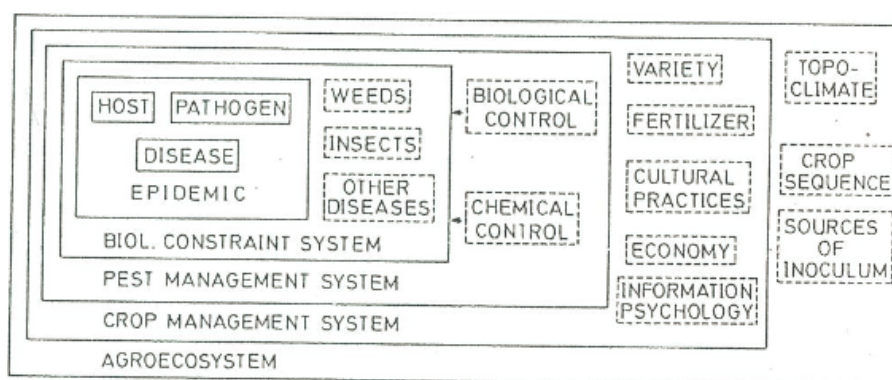 HOST
PATHOGEN
DISEASE
EPIDEMIC
WEEDS
INSECTS
OTHER
DISEASES
BIOL. CONSTRAINT SYSTEM
BIOLOGICAL
CONTROL
CHEMICAL
CONTROL
PEST MANAGEMENT SYSTEM
VARIETY
FERTILIZER
CULTURAL
PRACTICES
ECONOMY
INFORMATION
PSYCHOLOGY
CROP MANAGEMENT SYSTEM
TOPO-
CLIMATE
CROP
SEQUENCE
SOURCES
OF
INOCULUM
AGROECOSYSTEM